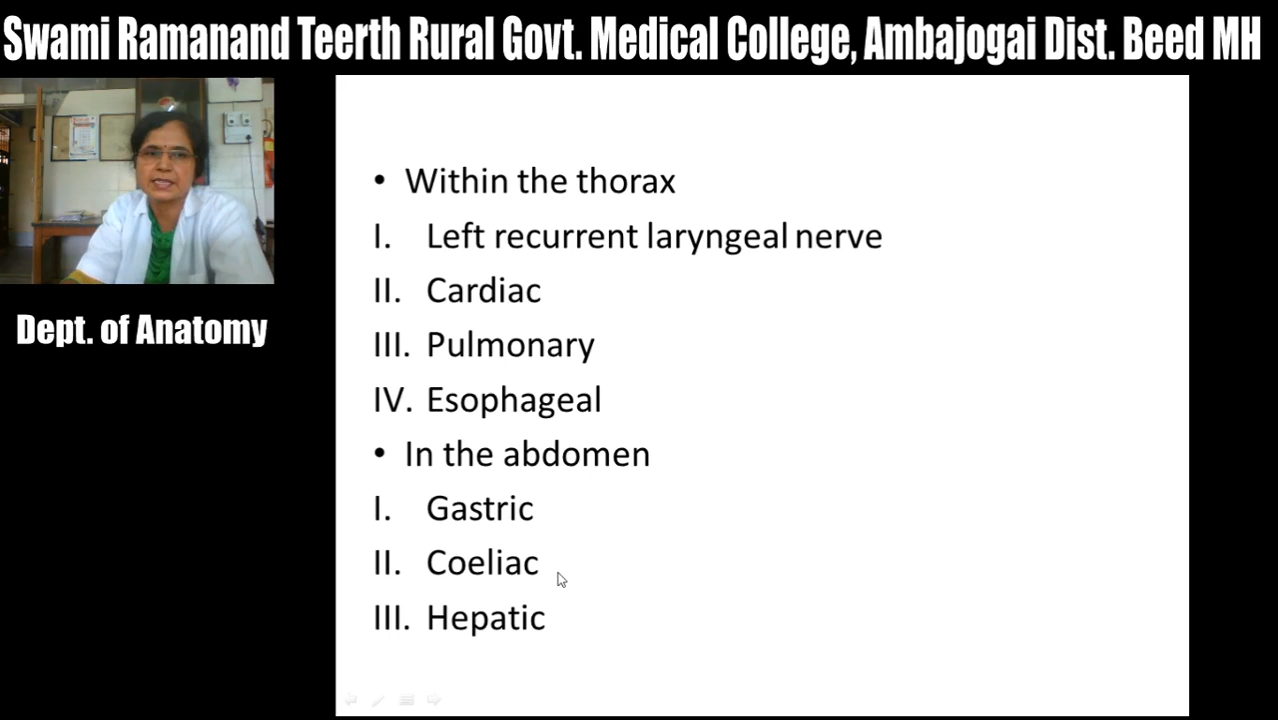 Swami Ramanand Teerth Rural Govt. Medical College, Ambajogai Dist. Beed MH
Dept. of Anatomy
• Within the thorax
I. Left recurrent laryngeal nerve
II. Cardiac
III. Pulmonary
IV. Esophageal
• In the abdomen
I. Gastric
II. Coeliac
III. Hepatic